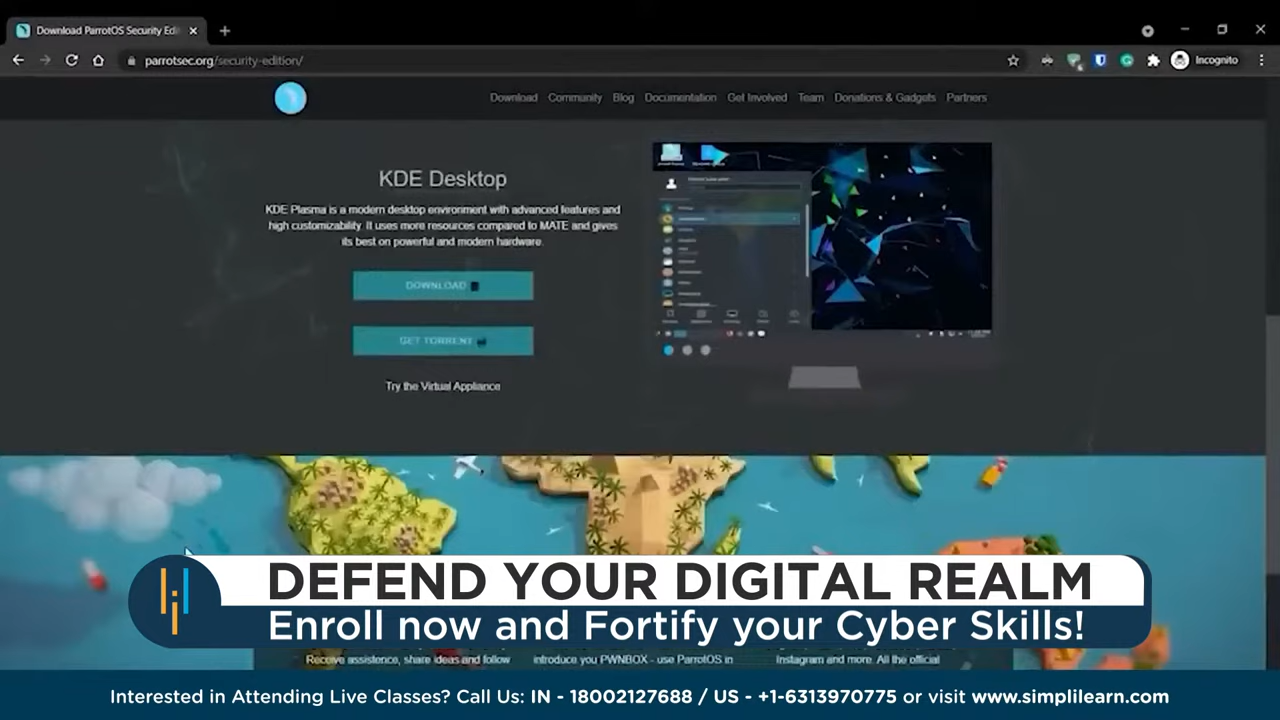 Download ParrotOS Security Edi
parrotsec.org/security-edition/
Incognito
Download Community Blog Documentation Get Involved Team Donations & Gadgets Partners
KDE Desktop
KDE Plasma is a modern desktop environment with advanced features and
high customizability. It uses more resources compared to MATE and gives
its best on powerful and modern hardware.
DOWNLOAD
GET TORRENT
Try the Virtual Appliance
DEFEND YOUR DIGITAL REALM
Enroll now and Fortify your Cyber Skills!
Receive assistance, share ideas and follow
introduce you PWNBOX - use ParrotOS in
Instagram and more. All the official
Interested in Attending Live Classes? Call Us: IN - 18002127688 / US - +1-6313970775 or visit www.simplilearn.com